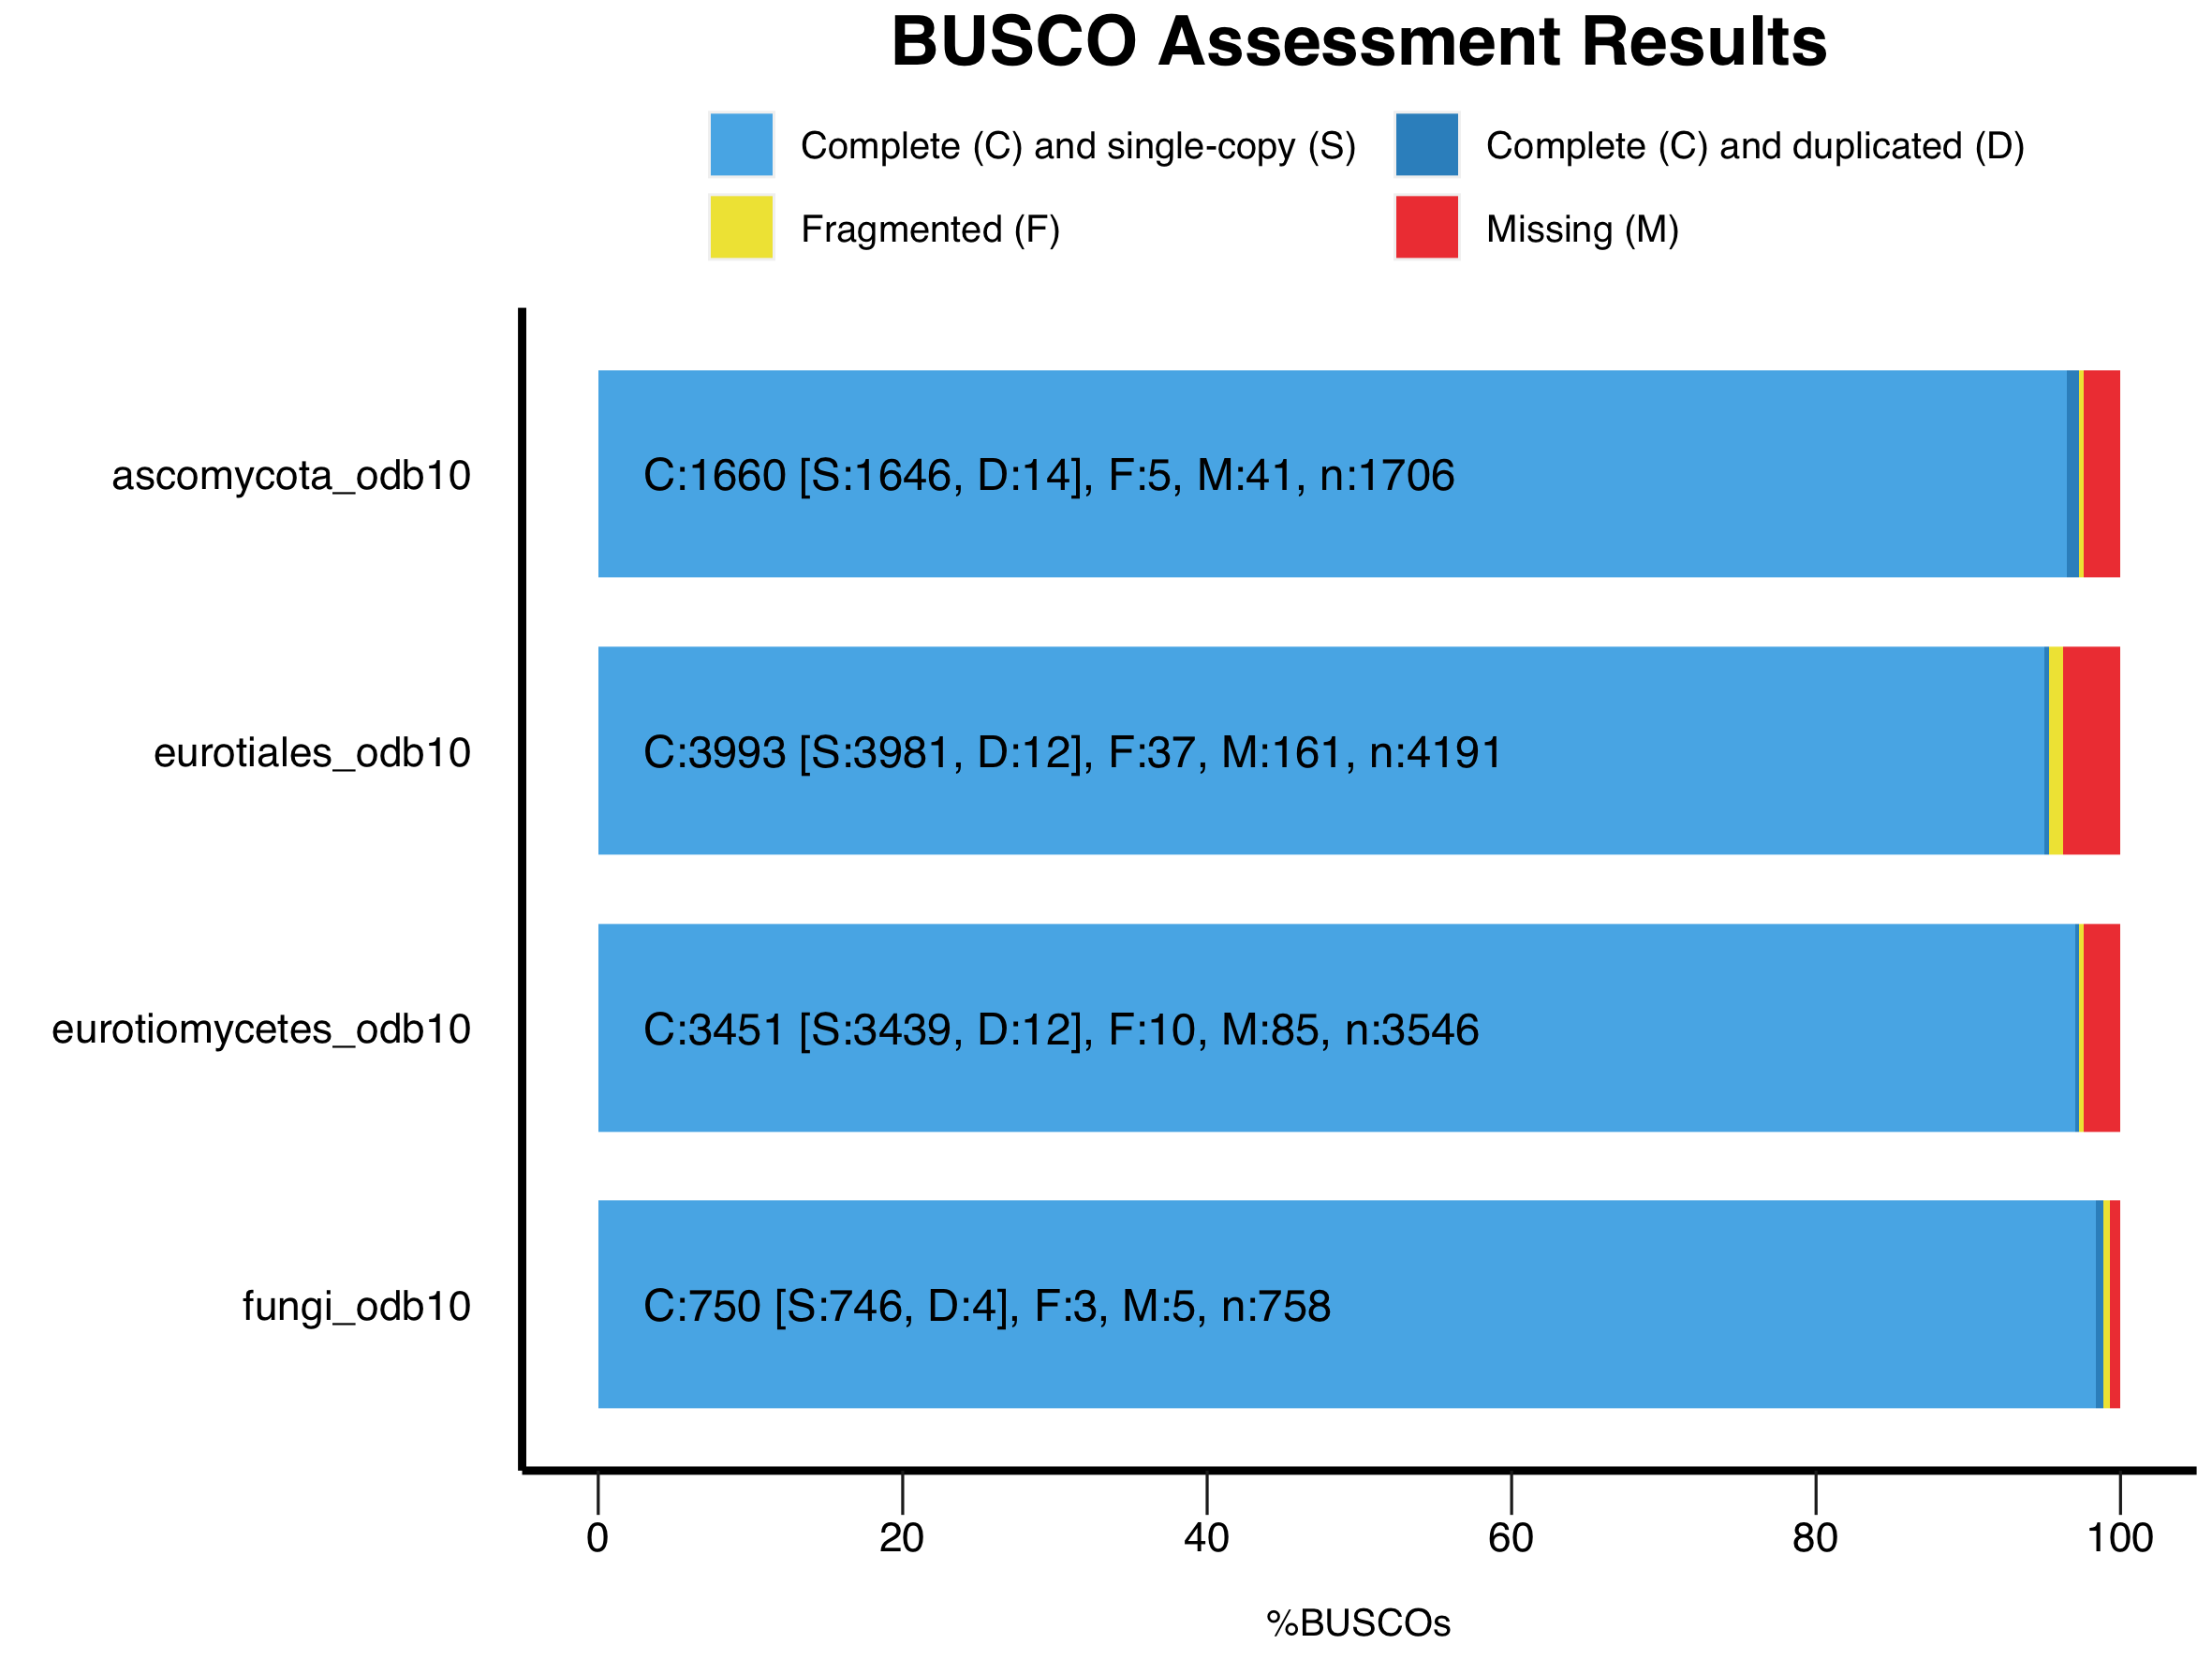 BUSCO Assessment Results
Complete (C) and single-copy (S)
Complete (C) and duplicated (D)
Fragmented (F)
Missing (M)
ascomycota_odb10
C:1660 [S:1646, D:14], F:5, M:41, n:1706
eurotiales_odb10
C:3993 [S:3981, D:12], F:37, M:161, n:4191
eurotiomycetes_odb10
C:3451 [S:3439, D:12], F:10, M:85, n:3546
fungi_odb10
C:750 [S:746, D:4], F:3, M:5, n:758
0 20 40 60 80 100
%BUSCOs